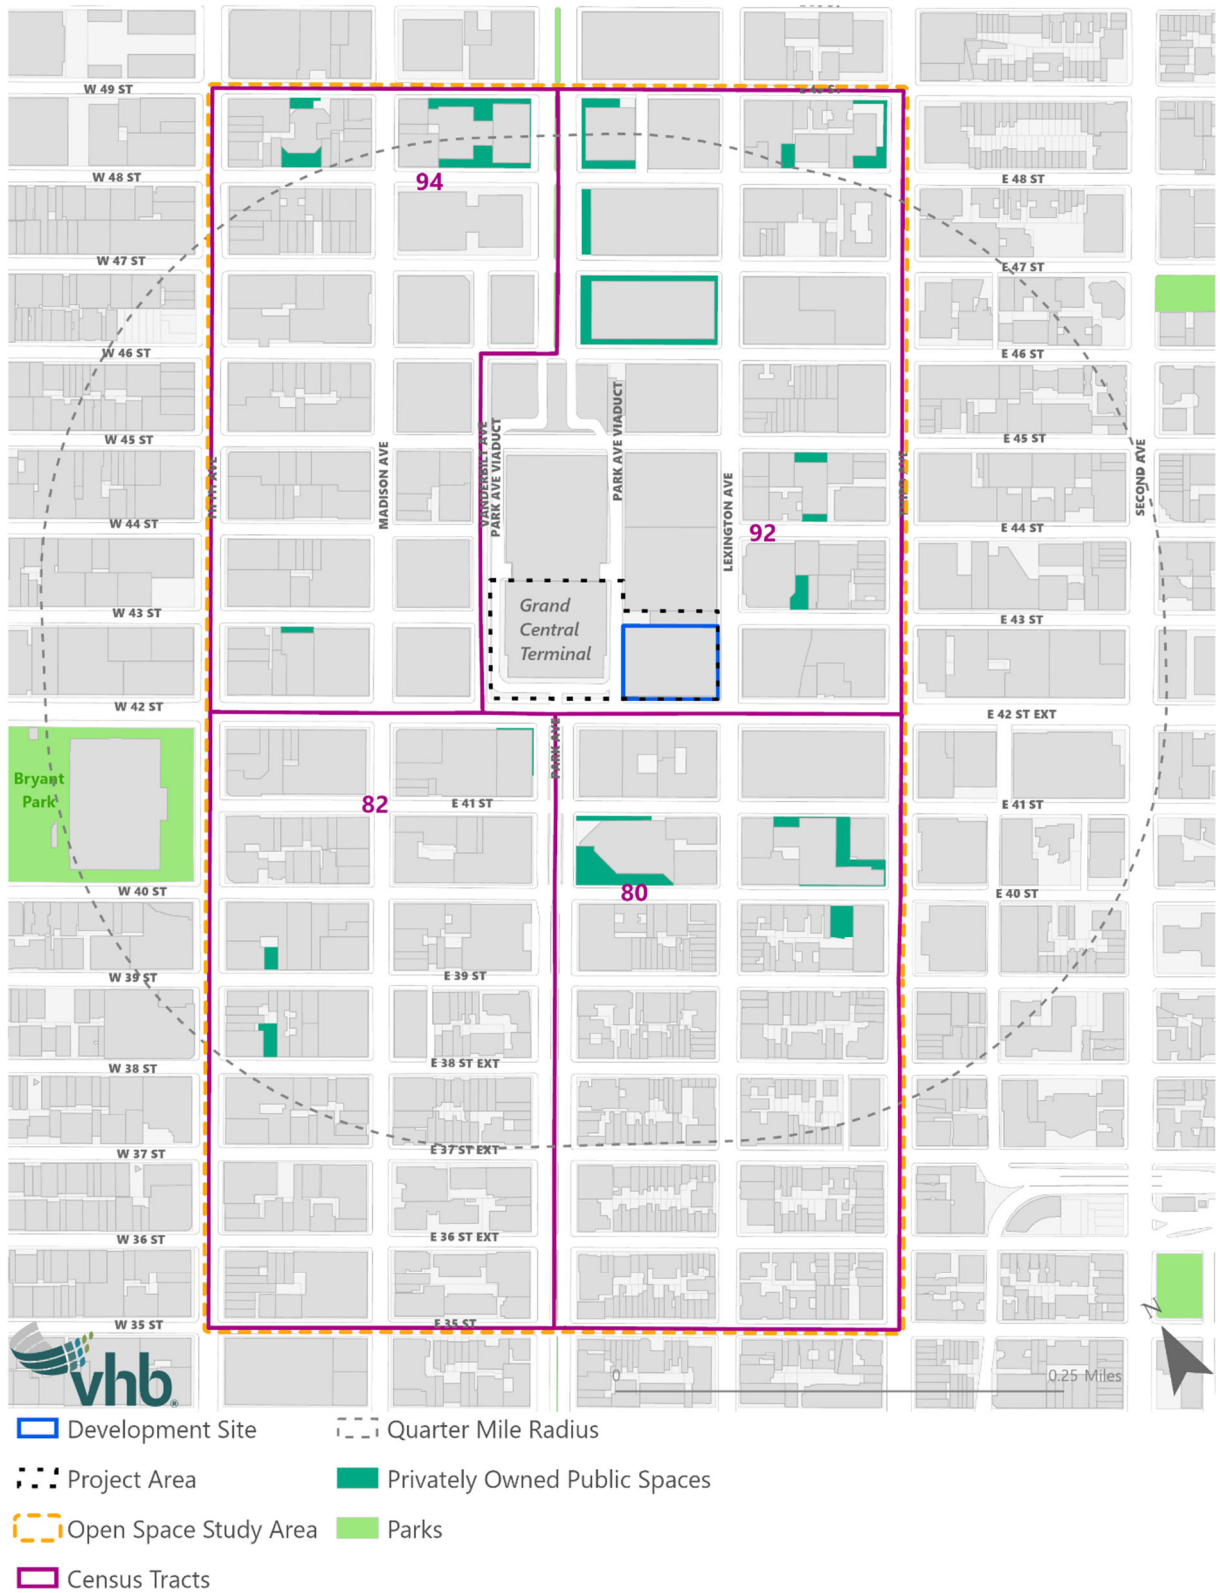 W 49 ST
W 48 ST
94
E 48 ST
W 47 ST
E 47 ST
W 46 ST
E 46 ST
W 45 ST
E 45 ST
MADISON AVE
VANDERBILT AVE
PARK AVE VIADUCT
PARK AVE VIADUCT
LEXINGTON AVE
SECOND AVE
W 44 ST
92
E 44 ST
W 43 ST
Grand
Central
Terminal
E 43 ST
W 42 ST
E 42 ST EXT
PARK AVE
Bryant
Park
82
E 41 ST
E 41 ST
W 40 ST
80
E 40 ST
W 39 ST
E 39 ST
W 38 ST
E 38 ST EXT
W 37 ST
E 37 ST EXT
W 36 ST
E 36 ST EXT
W 35 ST
E 35 ST
N
vhb®
0
0.25 Miles
Development Site
Quarter Mile Radius
Project Area
Privately Owned Public Spaces
Open Space Study Area
Parks
Census Tracts